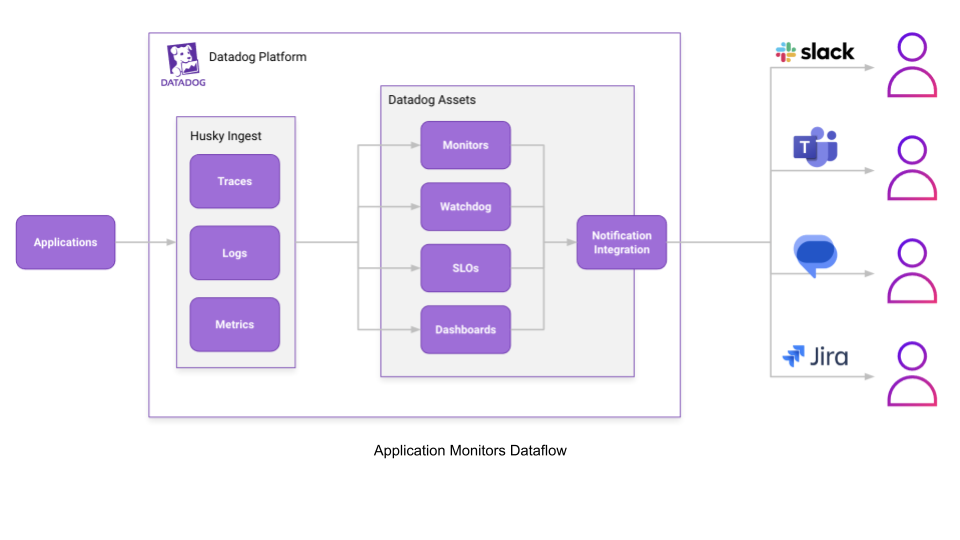 Datadog Platform
DATADOG
Husky Ingest
Traces
Logs
Metrics
Applications
Datadog Assets
Monitors
Watchdog
SLOs
Dashboards
Notification
Integration
slack
T
Jira
Application Monitors Dataflow